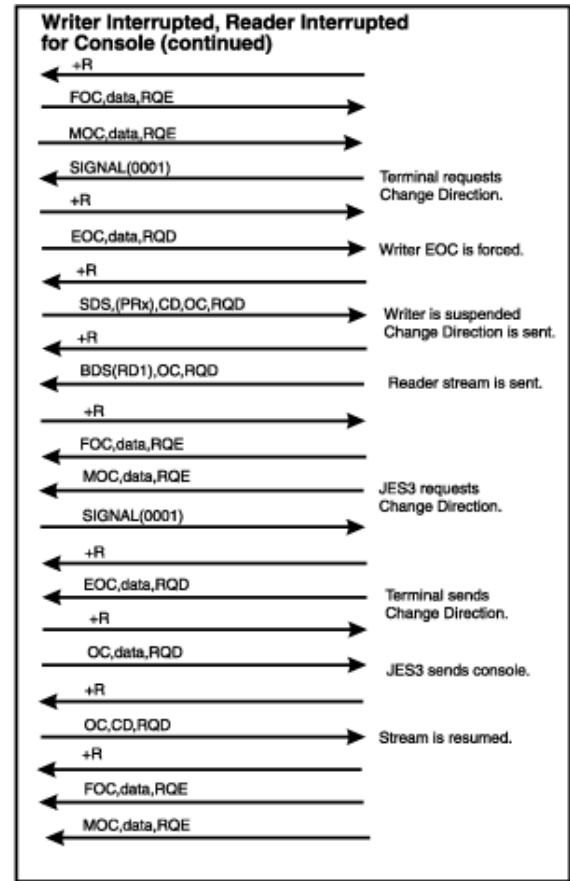 Writer Interrupted, Reader Interrupted
for Console (continued)
+R
FOC,data,RQE
MOC,data,RQE
SIGNAL(0001)
Terminal requests
Change Direction.
+R
EOC,data,RQD
Writer EOC is forced.
+R
SDS,(PRx),CD,OC,RQD
Writer is suspended
Change Direction is sent.
+R
BDS(RD1),OC,RQD
Reader stream is sent.
+R
FOC,data,RQE
MOC,data,RQE
JES3 requests
Change Direction.
SIGNAL(0001)
+R
EOC,data,RQD
Terminal sends
Change Direction.
+R
OC,data,RQD
JES3 sends console.
+R
OC,CD,RQD
Stream is resumed.
+R
FOC,data,RQE
MOC,data,RQE